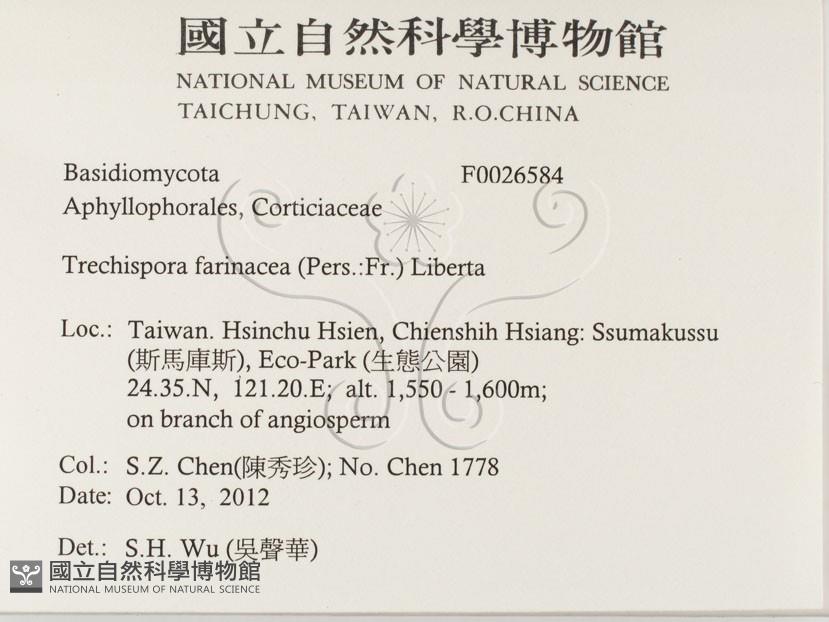 國立自然科學博物館
NATIONAL MUSEUM OF NATURAL SCIENCE
TAICHUNG, TAIWAN, R.O.CHINA
Basidiomycota F0026584
Aphyllophorales, Corticiaceae
Trechispora farinacea (Pers.:Fr.) Liberta
Loc.: Taiwan. Hsinchu Hsien, Chienshih Hsiang: Ssumakussu
(斯馬庫斯), Eco-Park (生態公園)
24.35.N, 121.20.E; alt. 1,550 - 1,600m;
on branch of angiosperm
Col.: S.Z. Chen(陳秀珍); No. Chen 1778
Date: Oct. 13, 2012
Det.: S.H. Wu (吳聲華)
國立自然科學博物館
NATIONAL MUSEUM OF NATURAL SCIENCE